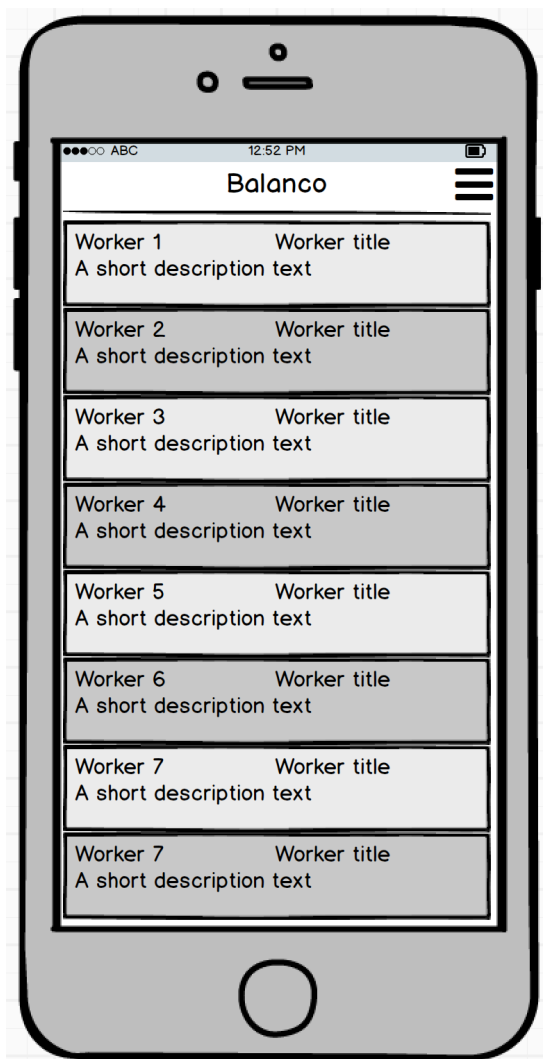 ABC 12:52 PM
Balanco
Worker 1 Worker title
A short description text
Worker 2 Worker title
A short description text
Worker 3 Worker title
A short description text
Worker 4 Worker title
A short description text
Worker 5 Worker title
A short description text
Worker 6 Worker title
A short description text
Worker 7 Worker title
A short description text
Worker 7 Worker title
A short description text